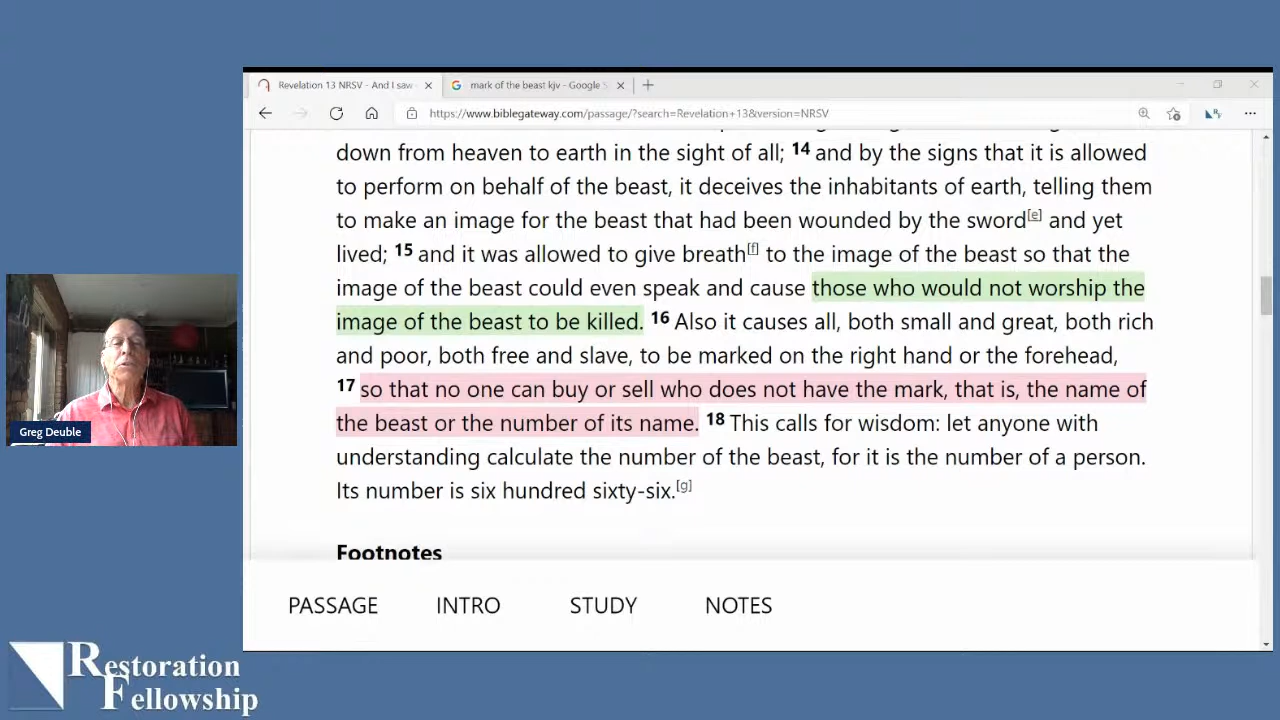 Revelation 13 NRSV - And I saw
mark of the beast kjv - Google S
https://www.biblegateway.com/passage/?search=Revelation+13&version=NRSV
down from heaven to earth in the sight of all; 14 and by the signs that it is allowed
to perform on behalf of the beast, it deceives the inhabitants of earth, telling them
to make an image for the beast that had been wounded by the sword[e] and yet
lived; 15 and it was allowed to give breath[f] to the image of the beast so that the
image of the beast could even speak and cause those who would not worship the
image of the beast to be killed. 16 Also it causes all, both small and great, both rich
and poor, both free and slave, to be marked on the right hand or the forehead,
17 so that no one can buy or sell who does not have the mark, that is, the name of
the beast or the number of its name. 18 This calls for wisdom: let anyone with
understanding calculate the number of the beast, for it is the number of a person.
Its number is six hundred sixty-six.[g]
Footnotes
PASSAGE INTRO STUDY NOTES
Greg Deuble
Restoration
Fellowship